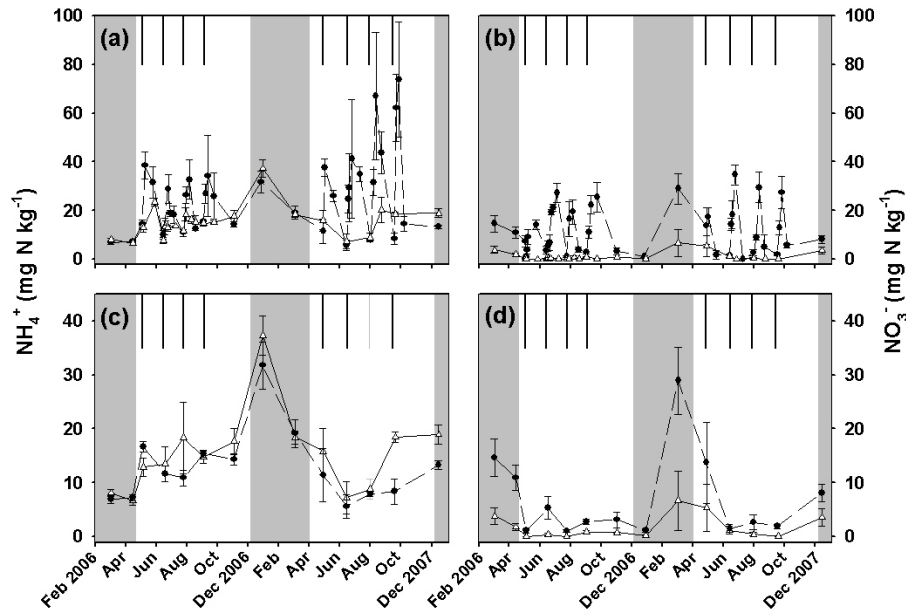 (a)
(b)
(c)
(d)
100
80
60
40
20
0
100
80
60
40
20
0
40
30
20
10
0
40
30
20
10
0
NH₄⁺ (mg N kg⁻¹)
NO₃⁻ (mg N kg⁻¹)
Feb 2006
Apr
Jun
Aug
Oct
Dec 2006
Feb
Apr
Jun
Aug
Oct
Dec 2007
Feb 2006
Apr
Jun
Aug
Oct
Dec 2006
Feb
Apr
Jun
Aug
Oct
Dec 2007